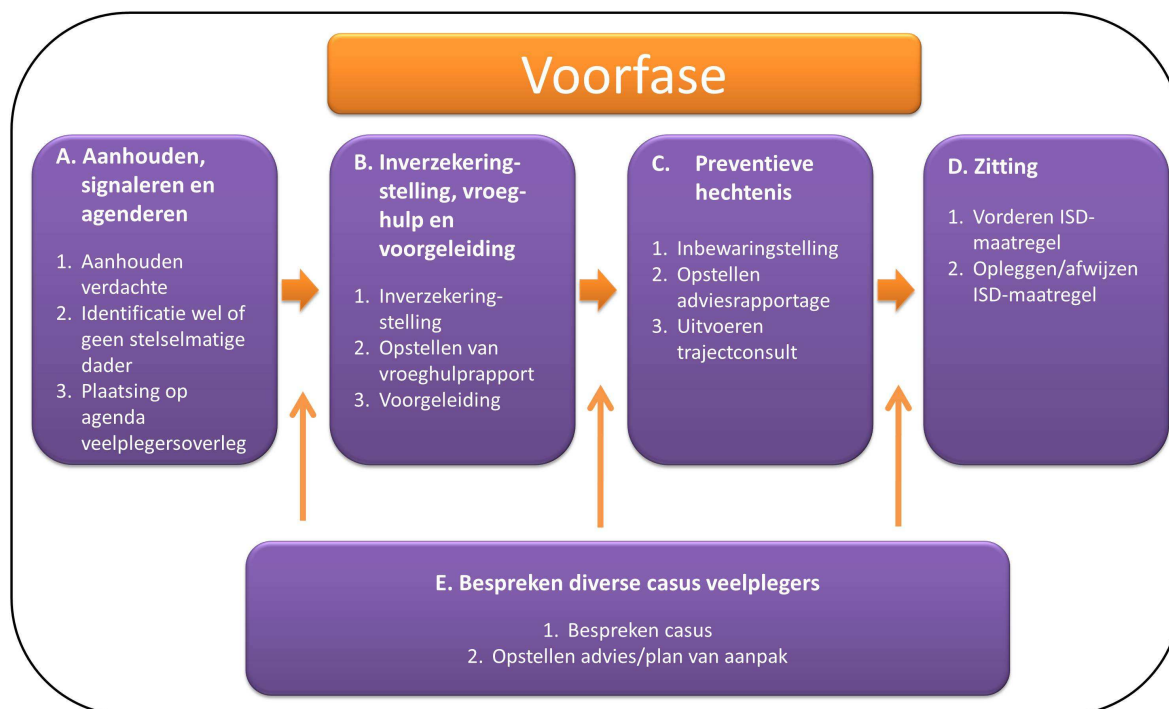 Voorfase
A. Aanhouden,
signaleren en
agenderen
1. Aanhouden
verdachte
2. Identificatie wel of
geen stelselmatige
dader
3. Plaatsing op
agenda
veelplegersoverleg
B. Inverzekering-
stelling, vroeg-
hulp en
voorgeleiding
1. Inverzekering-
stelling
2. Opstellen van
vroeghulprapport
3. Voorgeleiding
C. Preventieve
hechtenis
1. Inbewaringstelling
2. Opstellen
adviesrapportage
3. Uitvoeren
trajectconsult
D. Zitting
1. Vorderen ISD-
maatregel
2. Opleggen/afwijzen
ISD-maatregel
E. Bespreken diverse casus veelplegers
1. Bespreken casus
2. Opstellen advies/plan van aanpak